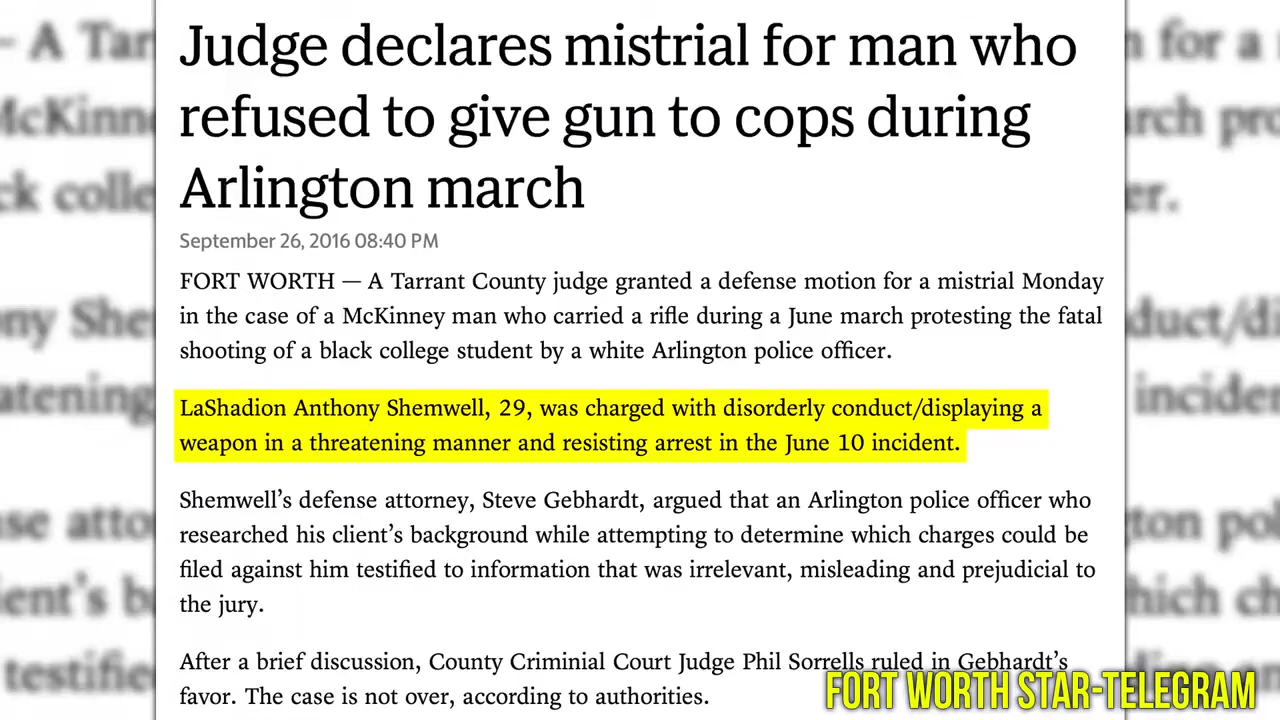 Judge declares mistrial for man who
refused to give gun to cops during
Arlington march
September 26, 2016 08:40 PM
FORT WORTH — A Tarrant County judge granted a defense motion for a mistrial Monday
in the case of a McKinney man who carried a rifle during a June march protesting the fatal
shooting of a black college student by a white Arlington police officer.
LaShadion Anthony Shemwell, 29, was charged with disorderly conduct/displaying a
weapon in a threatening manner and resisting arrest in the June 10 incident.
Shemwell's defense attorney, Steve Gebhardt, argued that an Arlington police officer who
researched his client's background while attempting to determine which charges could be
filed against him testified to information that was irrelevant, misleading and prejudicial to
the jury.
After a brief discussion, County Criminial Court Judge Phil Sorrells ruled in Gebhardt's
favor. The case is not over, according to authorities.
FORT WORTH STAR-TELEGRAM